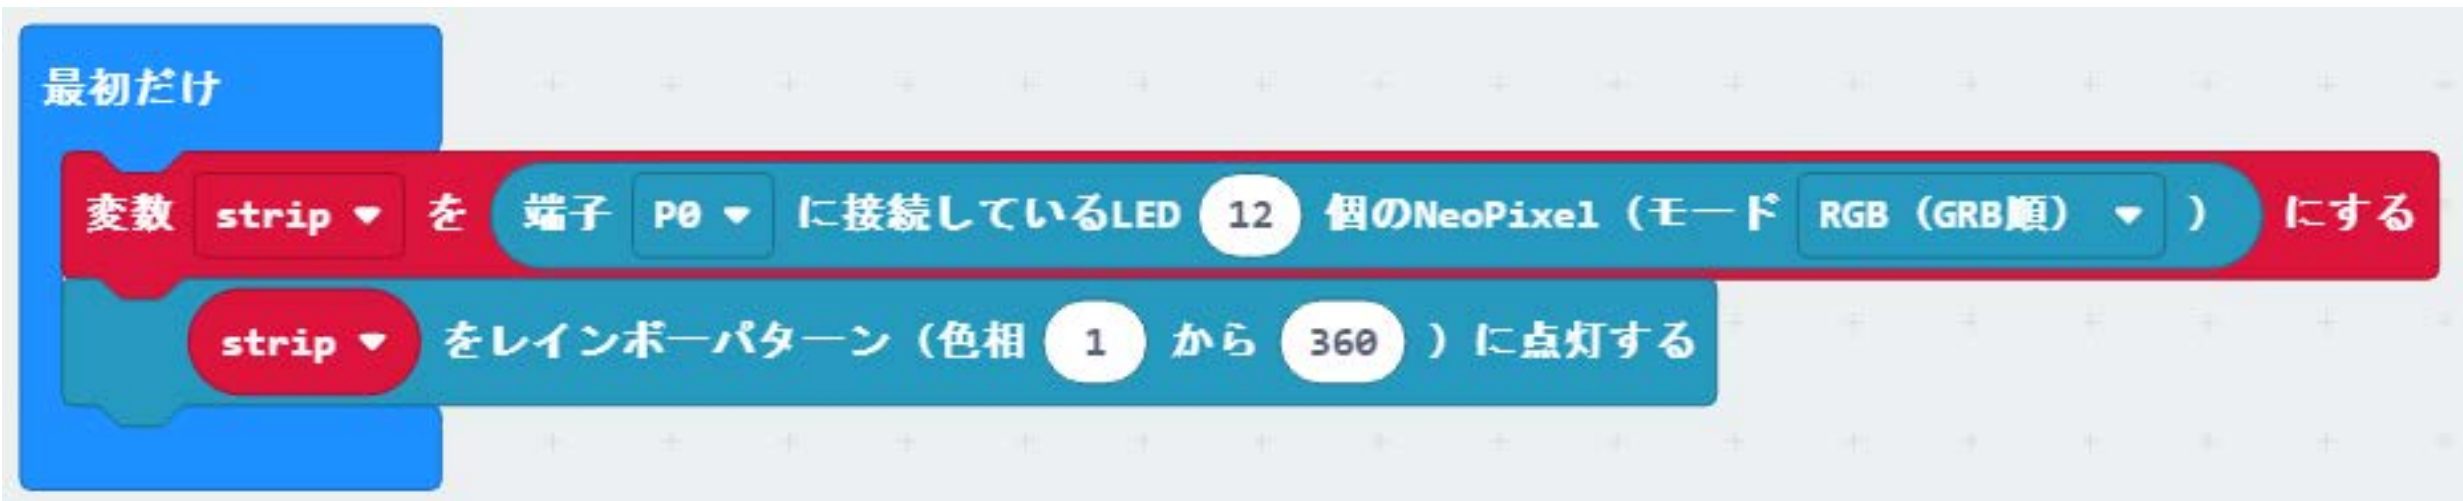 最初だけ
変数 strip を 端子 P0 に接続しているLED 12 個のNeoPixel (モード RGB (GRB順) ) にする
strip をレインボーパターン (色相 1 から 360 ) に点灯する